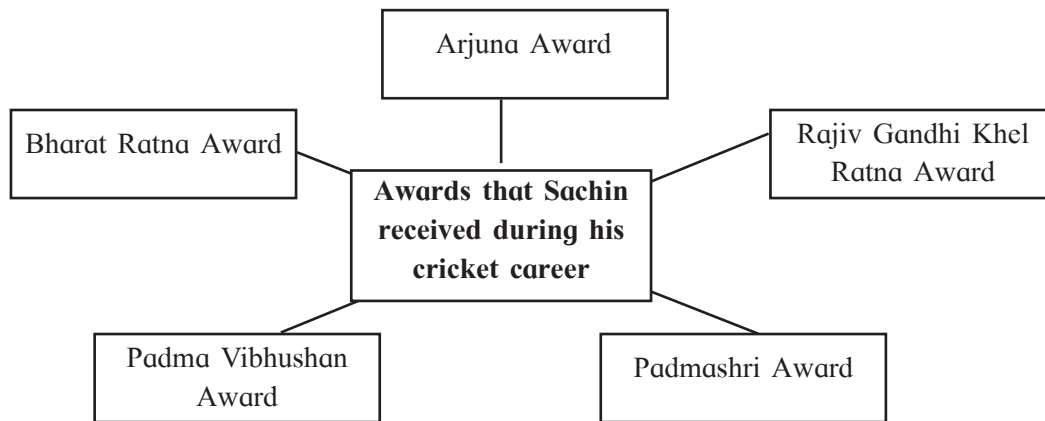 Arjuna Award
Bharat Ratna Award
Rajiv Gandhi Khel
Ratna Award
Awards that Sachin
received during his
cricket career
Padma Vibhushan
Award
Padmashri Award